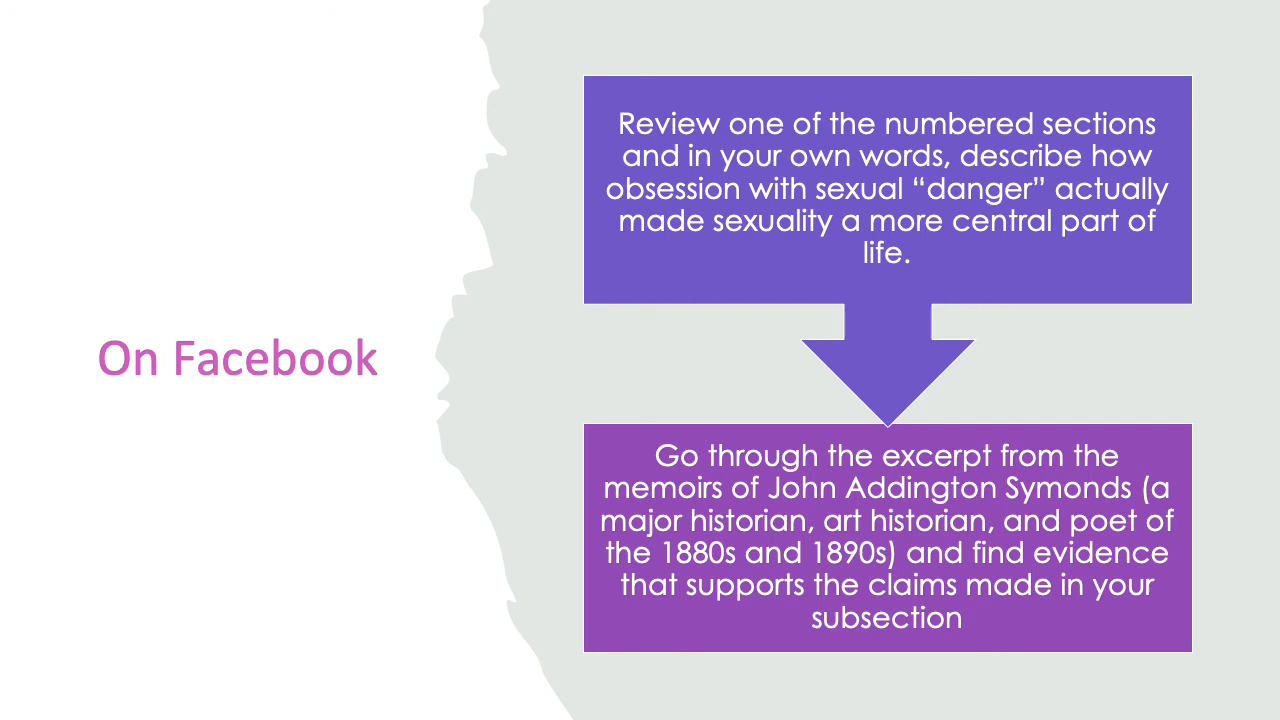 On Facebook
Review one of the numbered sections
and in your own words, describe how
obsession with sexual “danger” actually
made sexuality a more central part of
life.
Go through the excerpt from the
memoirs of John Addington Symonds (a
major historian, art historian, and poet of
the 1880s and 1890s) and find evidence
that supports the claims made in your
subsection